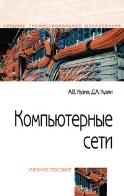 СРЕДНЕЕ ПРОФЕССИОНАЛЬНОЕ ОБРАЗОВАНИЕ
А.В. Кузин, Д.А. Кузин
Компьютерные
сети
УЧЕБНОЕ ПОСОБИЕ